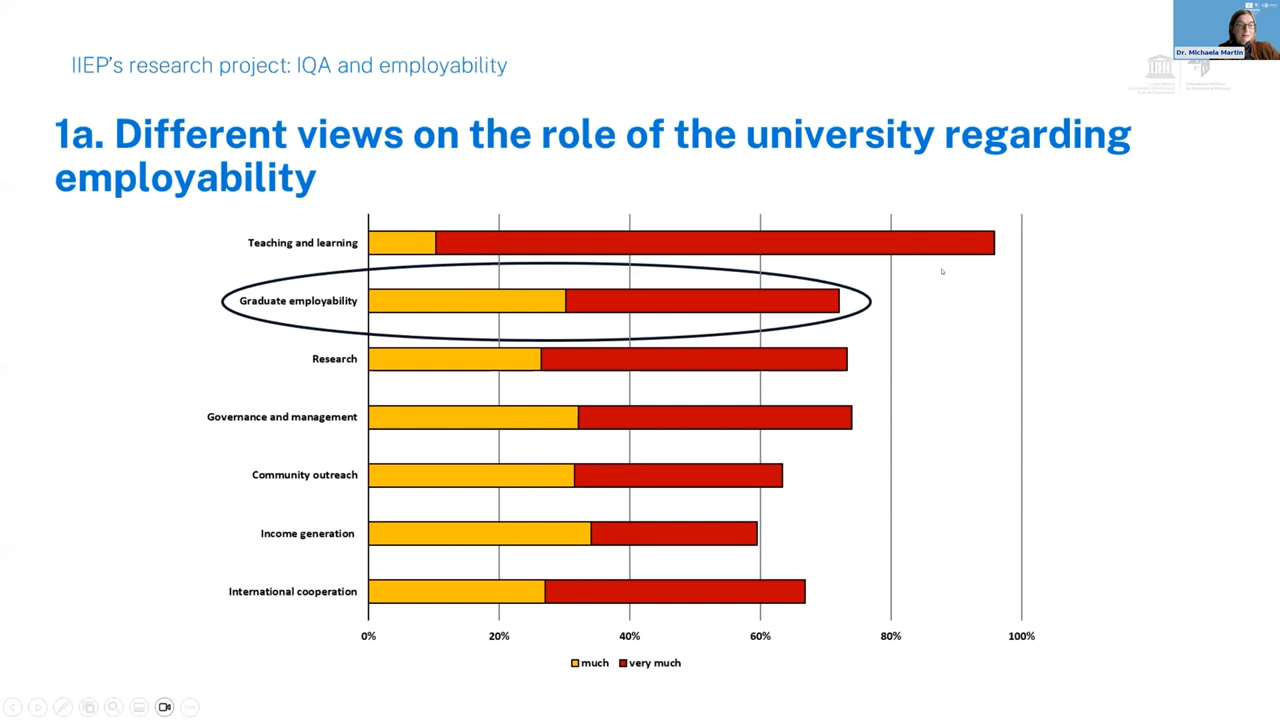 Dr. Michaela Martin
IIEP's research project: IQA and employability
1a. Different views on the role of the university regarding
employability
Teaching and learning
Graduate employability
Research
Governance and management
Community outreach
Income generation
International cooperation
0% 20% 40% 60% 80% 100%
much very much